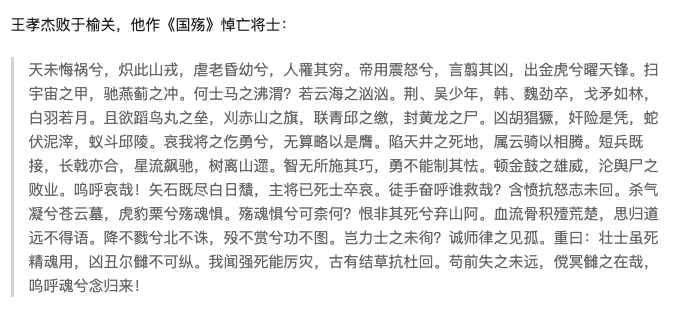 王孝杰败于榆关，他作《国殇》悼亡将士：
天未悔祸兮，炽此山戎，虐老昏幼兮，人罹其穷。帝用震怒兮，言翦其凶，出金虎兮曜天锋。扫
宇宙之甲，驰燕蓟之冲。何士马之沸渭？若云海之汹汹。荆、吴少年，韩、魏劲卒，戈矛如林，
白羽若月。且欲蹈乌丸之垒，刈赤山之旗，联青邱之缴，封黄龙之尸。凶胡猖獗，奸险是凭，蛇
伏泥滓，蚁斗邱陵。哀我将之仡勇兮，无算略以是膺。陷天井之死地，属云骑以相腾。短兵既
接，长戟亦合，星流飙驰，树离山遝。智无所施其巧，勇不能制其怯。顿金鼓之雄威，沦舆尸之
败业。呜呼哀哉！矢石既尽白日穨，主将已死士卒哀。徒手奋呼谁救哉？含愤抗怒志未回。杀气
凝兮苍云墓，虎豹栗兮殇魂惧。殇魂惧兮可柰何？恨非其死兮弃山阿。血流骨积殪荒楚，思归道
远不得语。降不戮兮北不诛，殁不赏兮功不图。岂力士之未徇？诚师律之见孤。重曰：壮士虽死
精魂用，凶丑尔雠不可纵。我闻强死能厉灾，古有结草抗杜回。苟前失之未远，傥冥雠之在哉，
呜呼魂兮念归来！